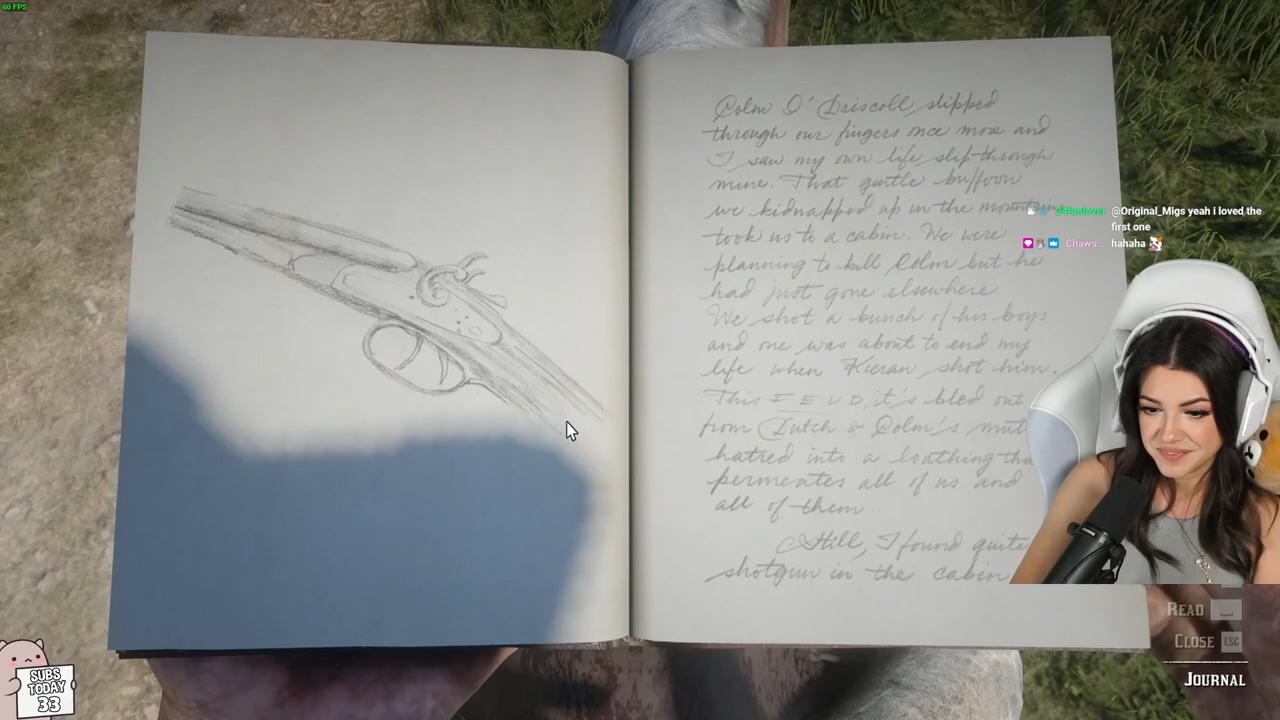 60 FPS
Colm O'Driscoll slipped
through our fingers once more and
I saw my own life slip through
mine. That gentle buffoon
we kidnapped up in the mountains
took us to a cabin. We were
planning to kill Colm but he
had just gone elsewhere.
We shot a bunch of his boys
and one was about to end my
life when Kieran shot him.
This FEUD, it's bled out
from Dutch & Colm's
hatred into a loathing
permeates all of us and
all of them
Still, I found quite
shotgun in the cabin
@Original_Migs yeah i loved the
first one
Chaws... hahaha
READ
CLOSE ESC
JOURNAL
SUBS
TODAY
33